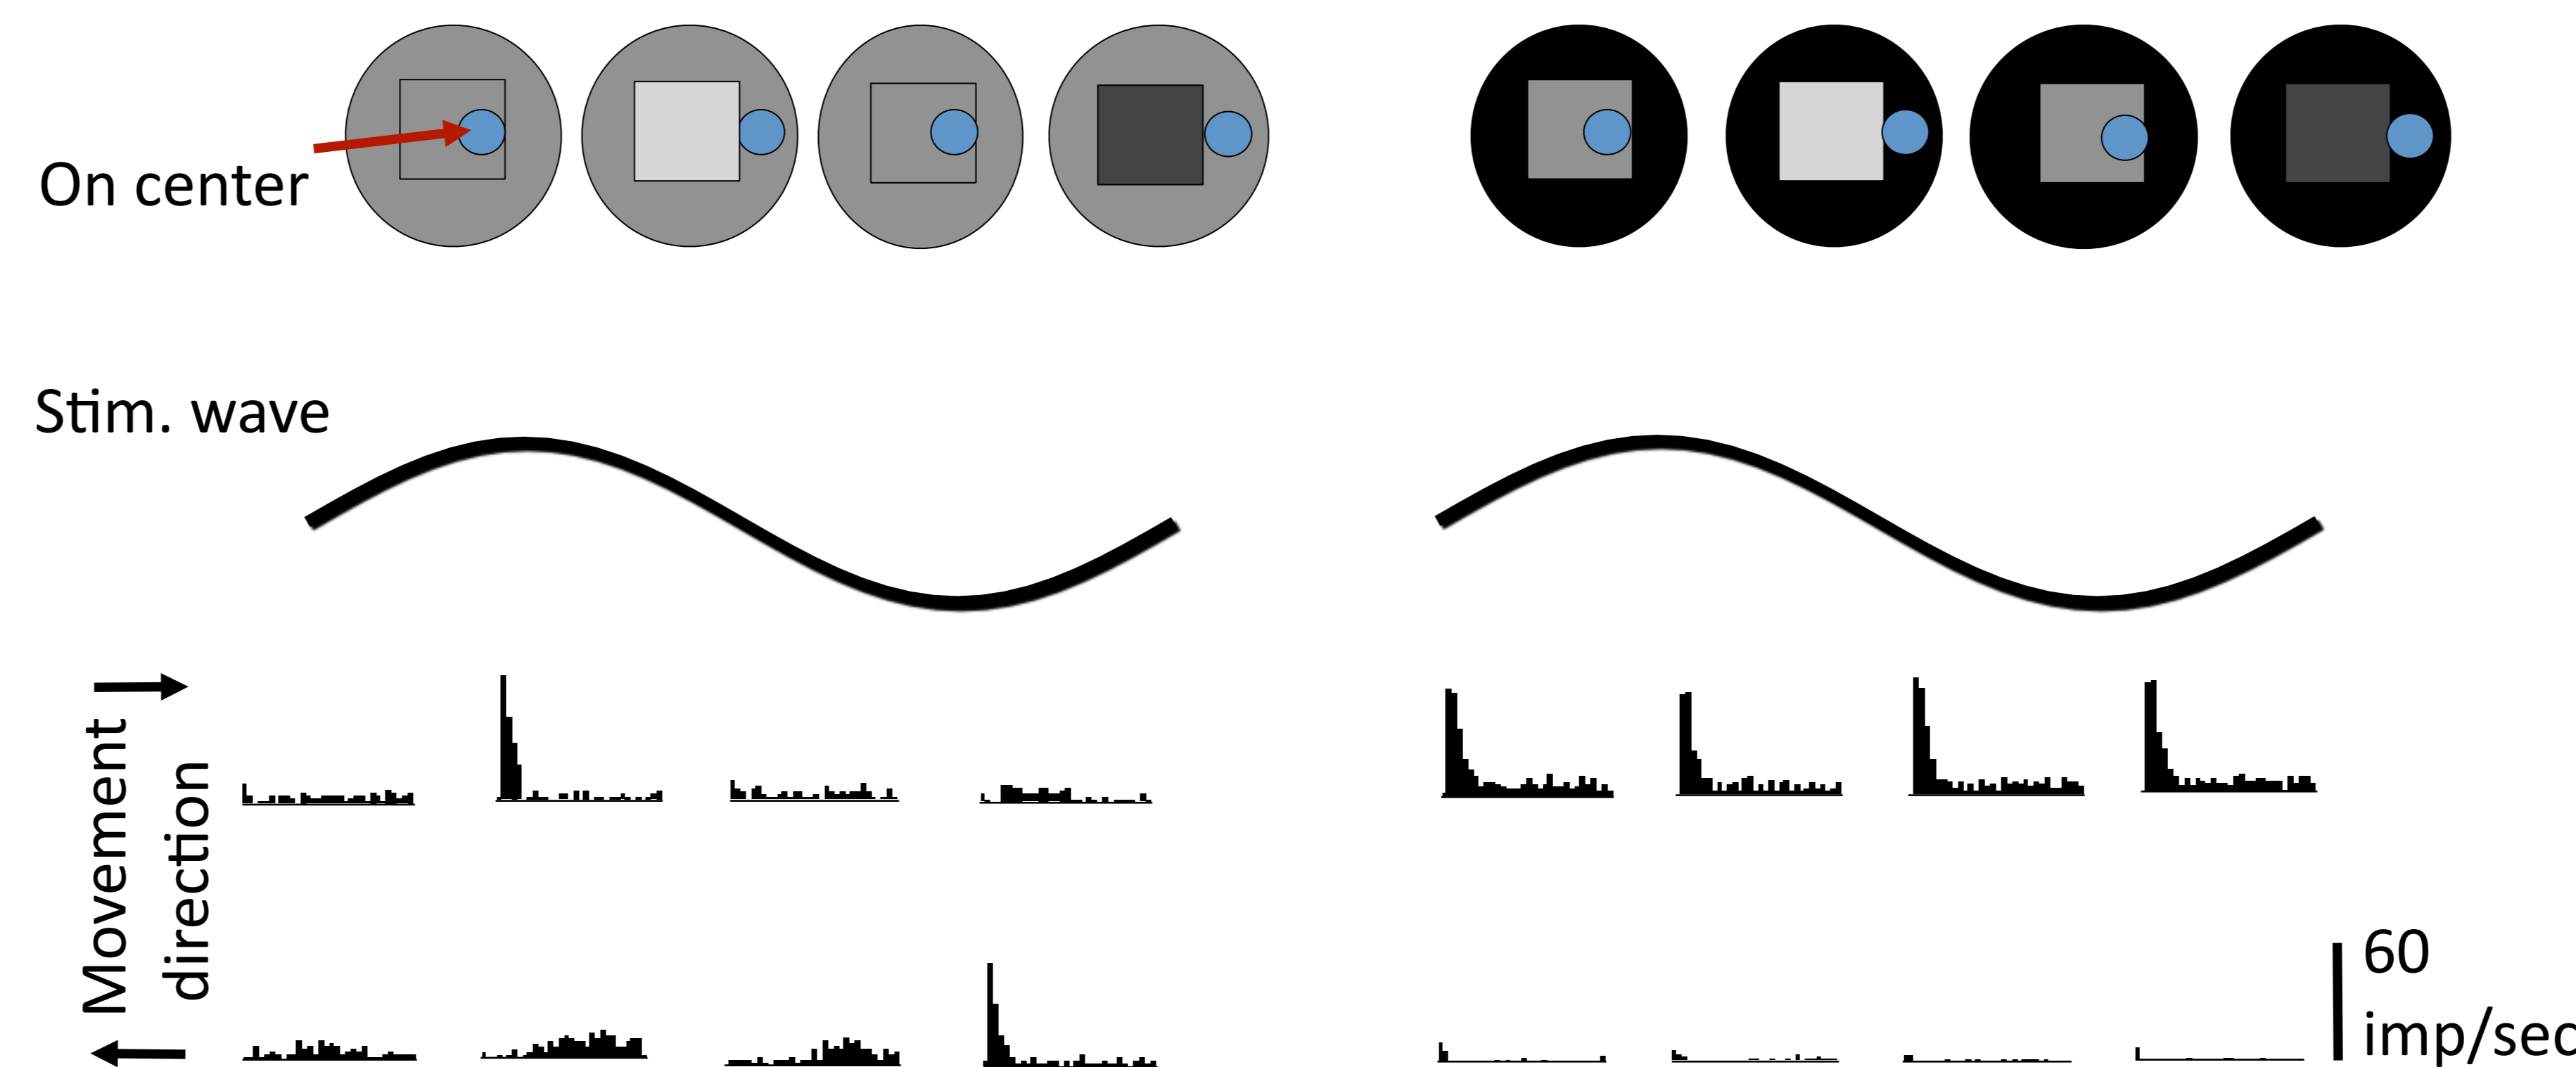 On center
Stim. wave
Movement
direction
60
imp/sec